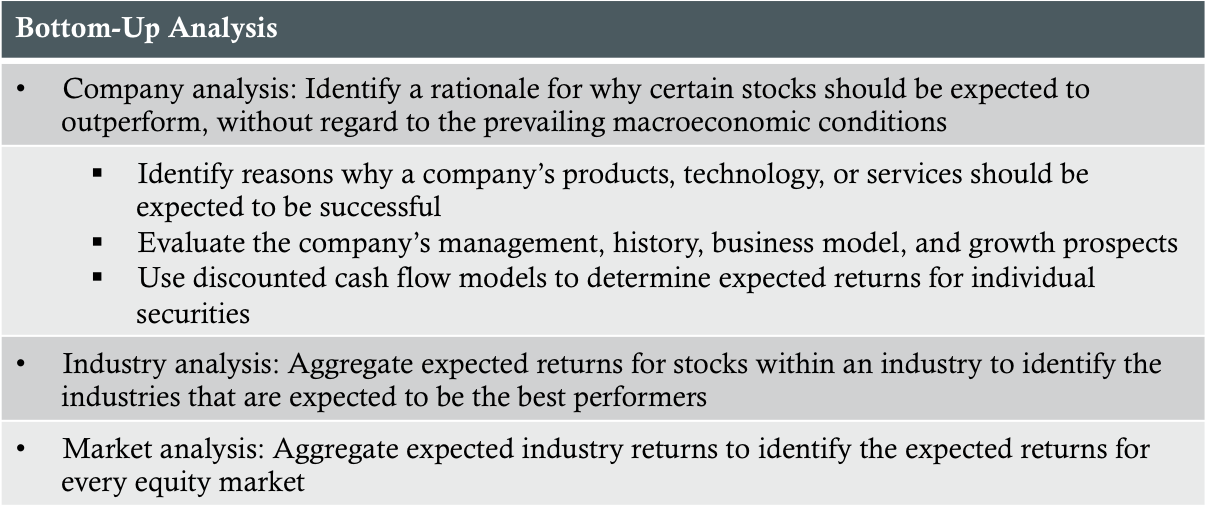 Bottom-Up Analysis
• Company analysis: Identify a rationale for why certain stocks should be expected to
outperform, without regard to the prevailing macroeconomic conditions
▪ Identify reasons why a company’s products, technology, or services should be
expected to be successful
▪ Evaluate the company’s management, history, business model, and growth prospects
▪ Use discounted cash flow models to determine expected returns for individual
securities
• Industry analysis: Aggregate expected returns for stocks within an industry to identify the
industries that are expected to be the best performers
• Market analysis: Aggregate expected industry returns to identify the expected returns for
every equity market